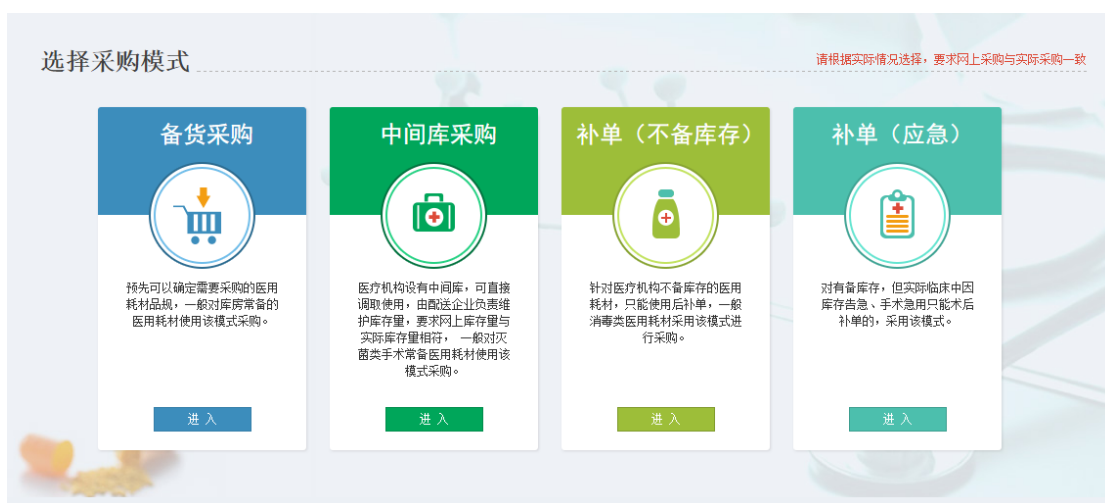 选择采购模式
请根据实际情况选择，要求网上采购与实际采购一致
备货采购
预先可以确定需要采购的医用
耗材品规，一般对库房常备的
医用耗材使用该模式采购。
进 入
中间库采购
医疗机构设有中间库，可直接
调取使用，由配送企业负责维
护库存量，要求网上库存量与
实际库存量相符， 一般对灭
菌类手术常备医用耗材使用该
模式采购。
进 入
补单（不备库存）
针对医疗机构不备库存的医用
耗材，只能使用后补单，一般
消毒类医用耗材采用该模式进
行采购。
进 入
补单（应急）
对有备库存，但实际临床中因
库存告急、手术急用只能术后
补单的，采用该模式。
进 入